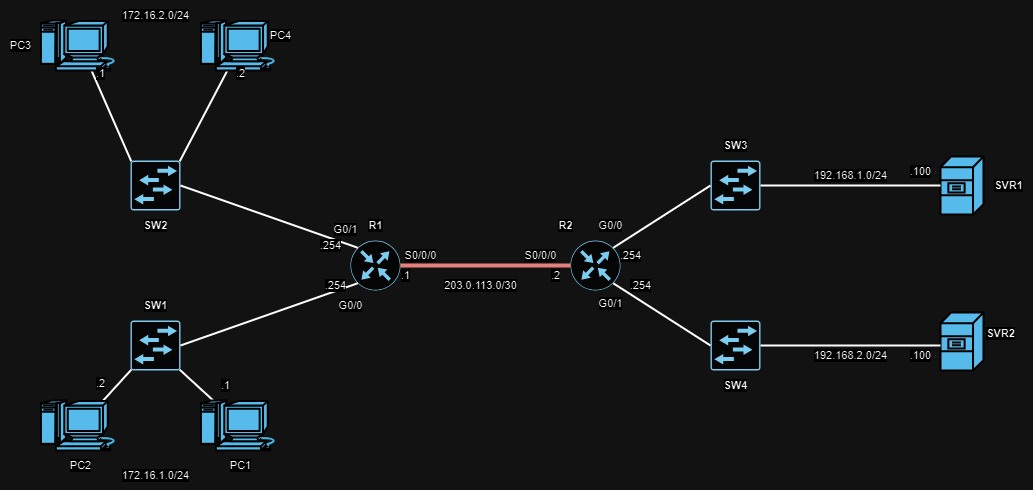 172.16.2.0/24
PC3
PC4
.1
.2
SW3
192.168.1.0/24
.100
SVR1
SW2
G0/1
R1
R2
G0/0
.254
S0/0/0
S0/0/0
.254
.1
.2
203.0.113.0/30
.254
.254
G0/0
G0/1
SW1
SVR2
192.168.2.0/24
.100
SW4
.2
.1
PC2
PC1
172.16.1.0/24